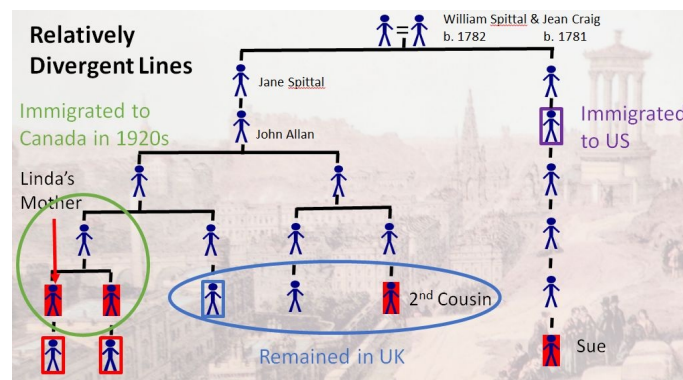 Relatively
Divergent Lines
William Spittal & Jean Craig
b. 1782 b. 1781
=
Jane Spittal
Immigrated to
Canada in 1920s
John Allan
Immigrated
to US
Linda's
Mother
2nd Cousin
Remained in UK
Sue